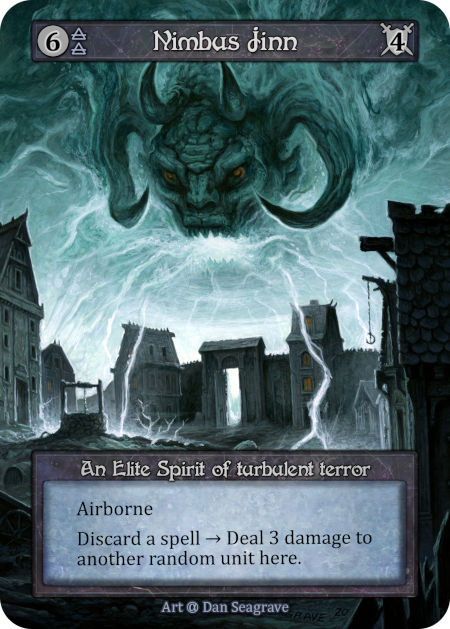 6 Nimbus Jinn 4
An Elite Spirit of turbulent terror
Airborne
Discard a spell → Deal 3 damage to
another random unit here.
Art @ Dan Seagrave